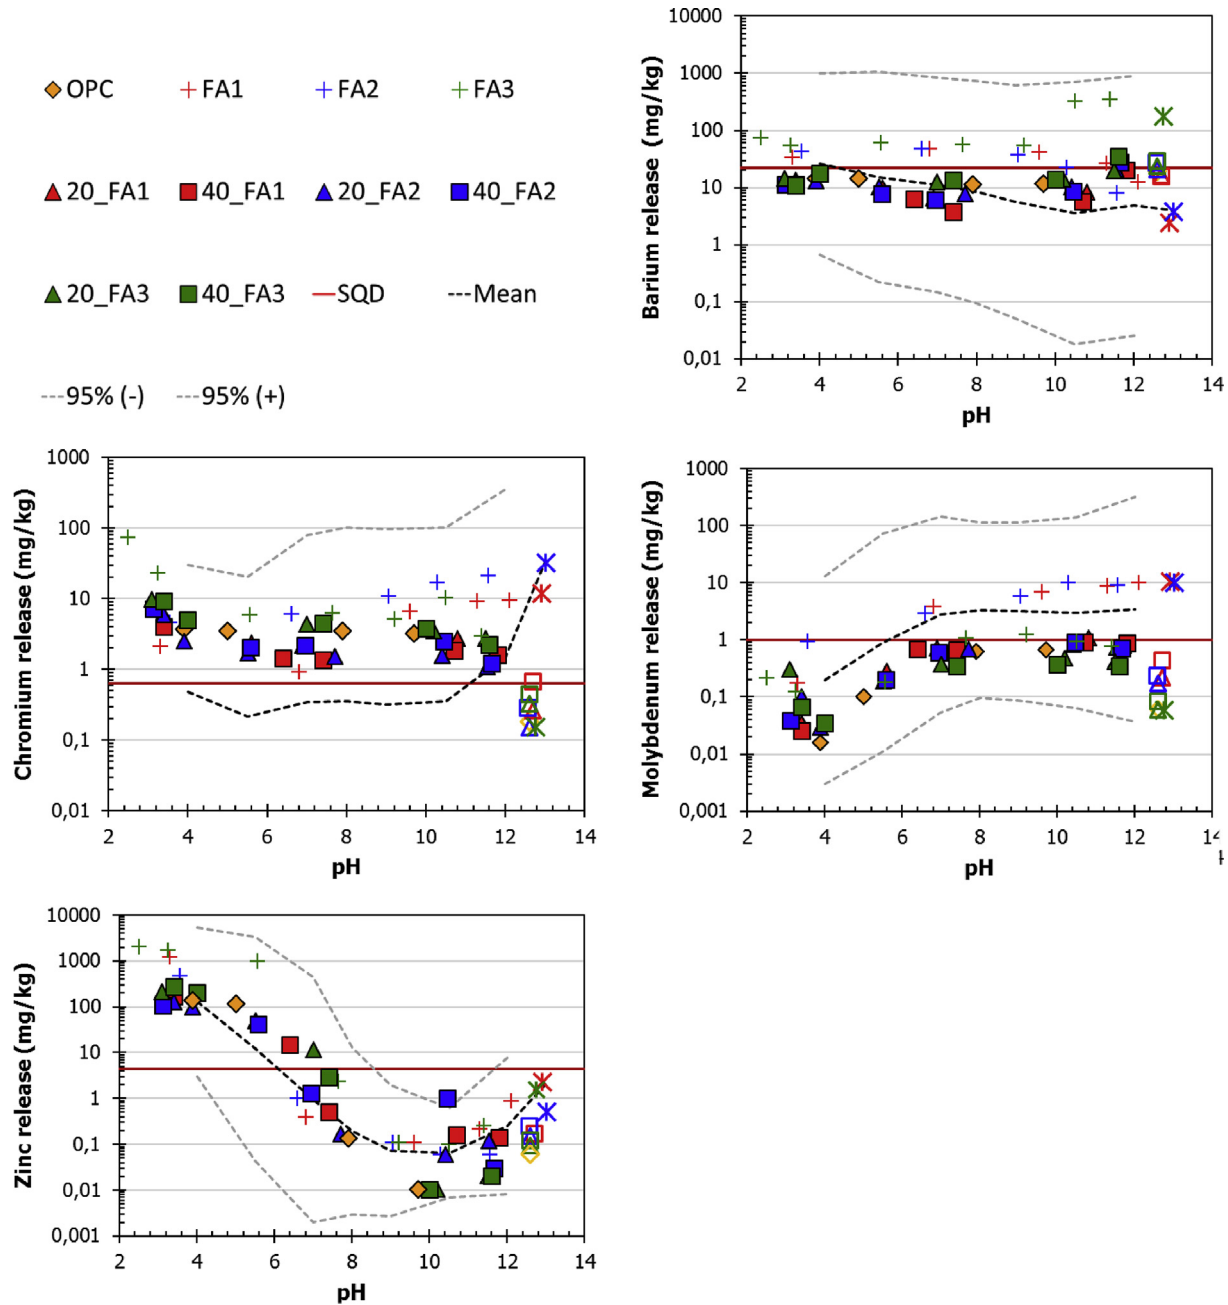 OPC FA1 FA2 FA3
20_FA1 40_FA1 20_FA2 40_FA2
20_FA3 40_FA3 SQD Mean
95% (-) 95% (+)
Barium release (mg/kg)
10000
1000
100
10
1
0,1
0,01
2 4 6 8 10 12 14
pH
Chromium release (mg/kg)
1000
100
10
1
0,1
0,01
2 4 6 8 10 12 14
pH
Molybdenum release (mg/kg)
1000
100
10
1
0,1
0,01
0,001
2 4 6 8 10 12 14
pH
Zinc release (mg/kg)
10000
1000
100
10
1
0,1
0,01
0,001
2 4 6 8 10 12 14
pH